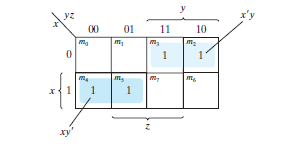 y
yz
x
x'y
00 01 11 10
m₀ m₁ m₃ m₂
0 1 1
m₄ m₅ m₇ m₆
x 1 1 1
xy'
z